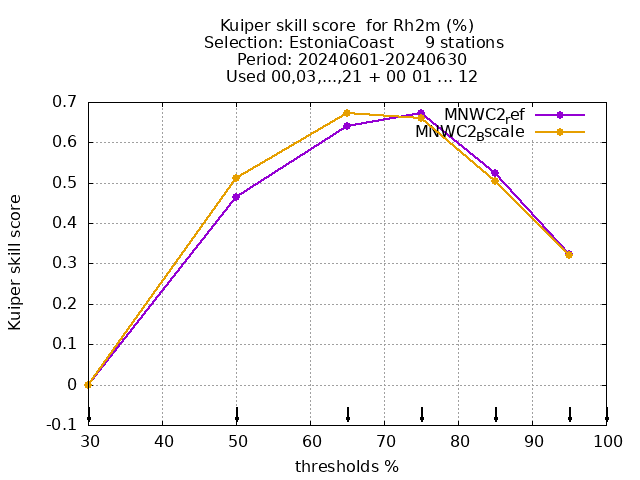 Kuiper skill score  for Rh2m (%)
Selection: EstoniaCoast      9 stations
Period: 20240601-20240630
Used 00,03,...,21 + 00 01 ... 12
MNWC2ref
MNWC2Bscale
Kuiper skill score
0.7
0.6
0.5
0.4
0.3
0.2
0.1
0
-0.1
30 40 50 60 70 80 90 100
thresholds %